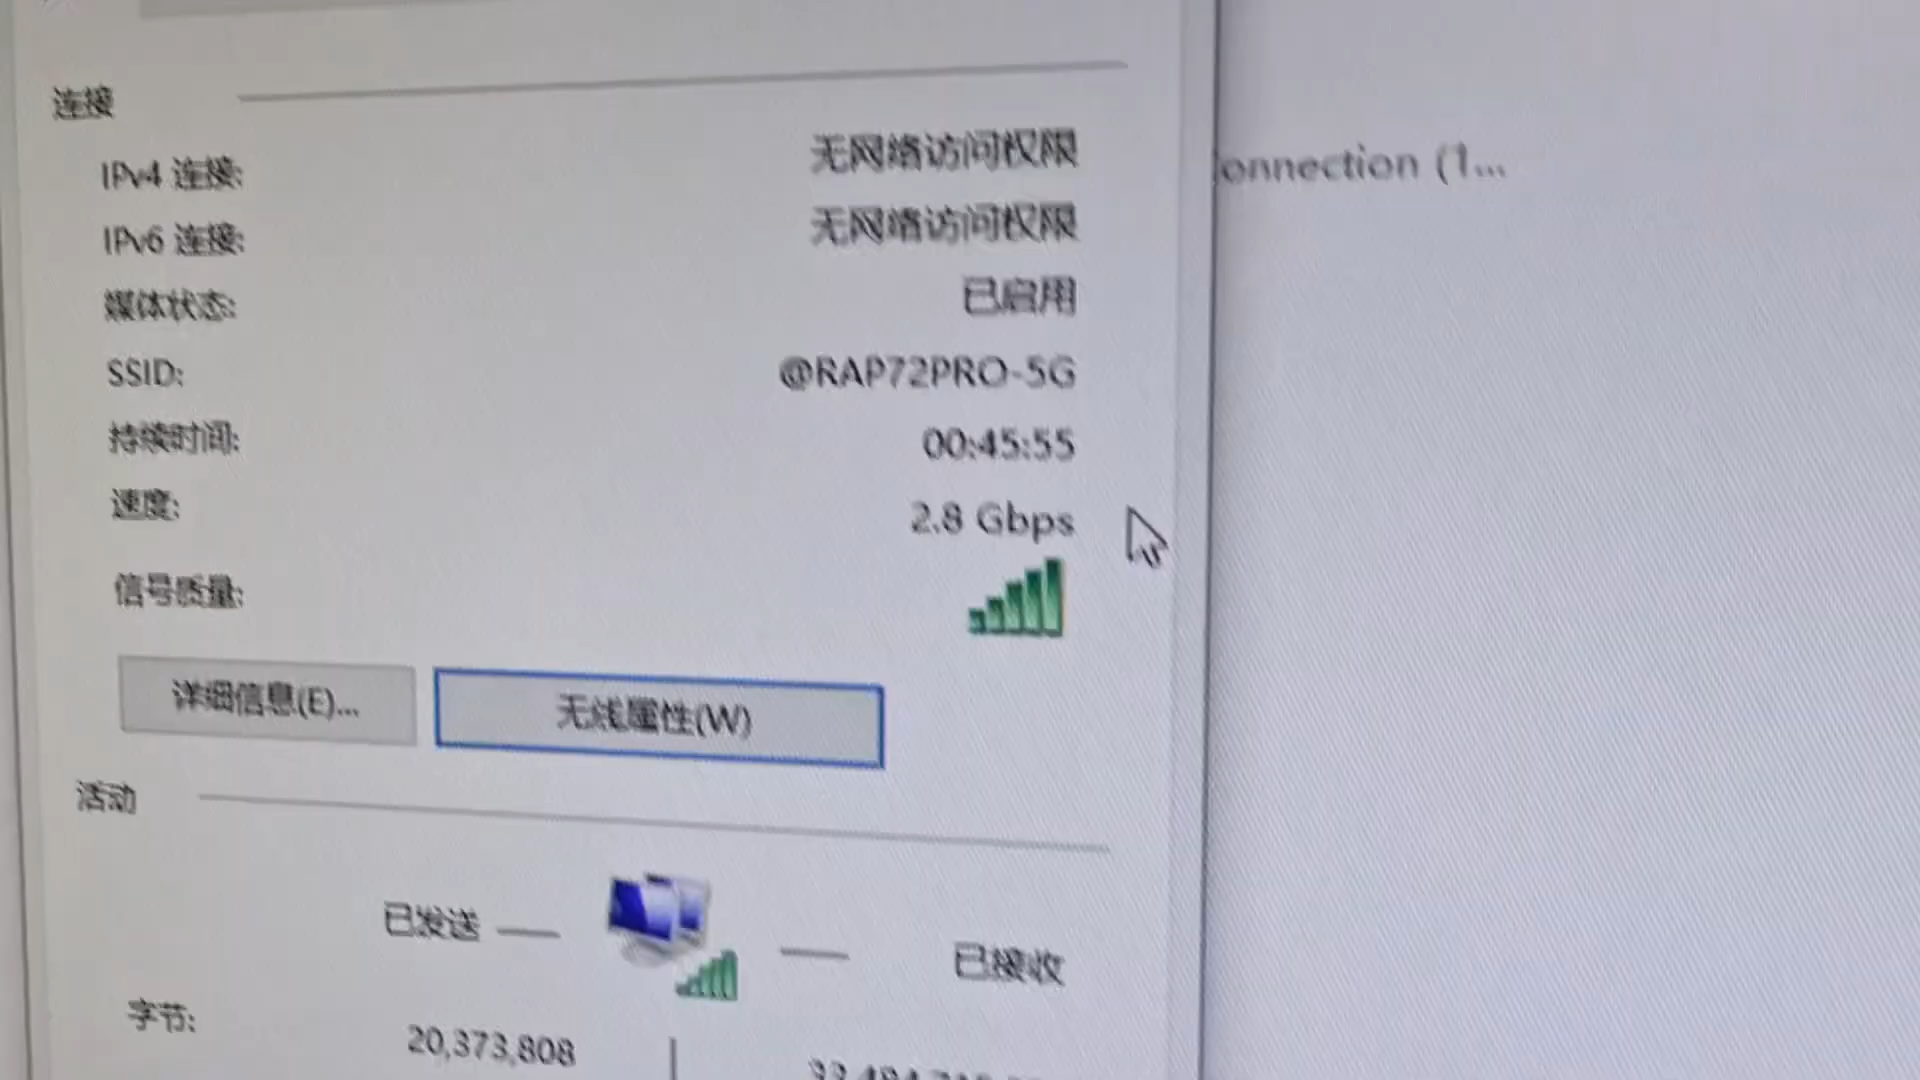 连接
IPv4 连接: 无网络访问权限
IPv6 连接: 无网络访问权限
媒体状态: 已启用
SSID: @RAP72PRO-5G
持续时间: 00:45:55
速度: 2.8 Gbps
信号质量:
详细信息(E)... 无线属性(W)
活动
已发送 — — 已接收
字节: 20,373,808
onnection (1...